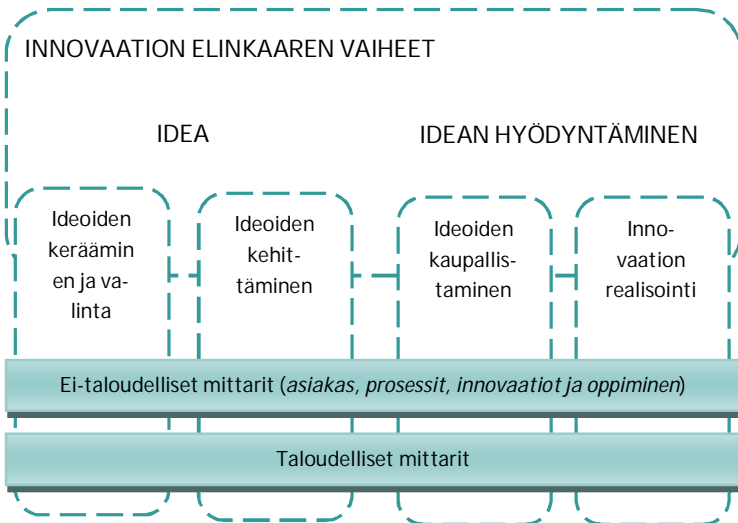 INNOVAATION ELINKAAREN VAIHEET
IDEA
IDEAN HYÖDYNTÄMINEN
Ideoiden
keräämin
en ja va-
linta
Ideoiden
kehit-
täminen
Ideoiden
kaupallis-
taminen
Inno-
vaation
realisointi
Ei-taloudelliset mittarit (asiakas, prosessit, innovaatiot ja oppiminen)
Taloudelliset mittarit